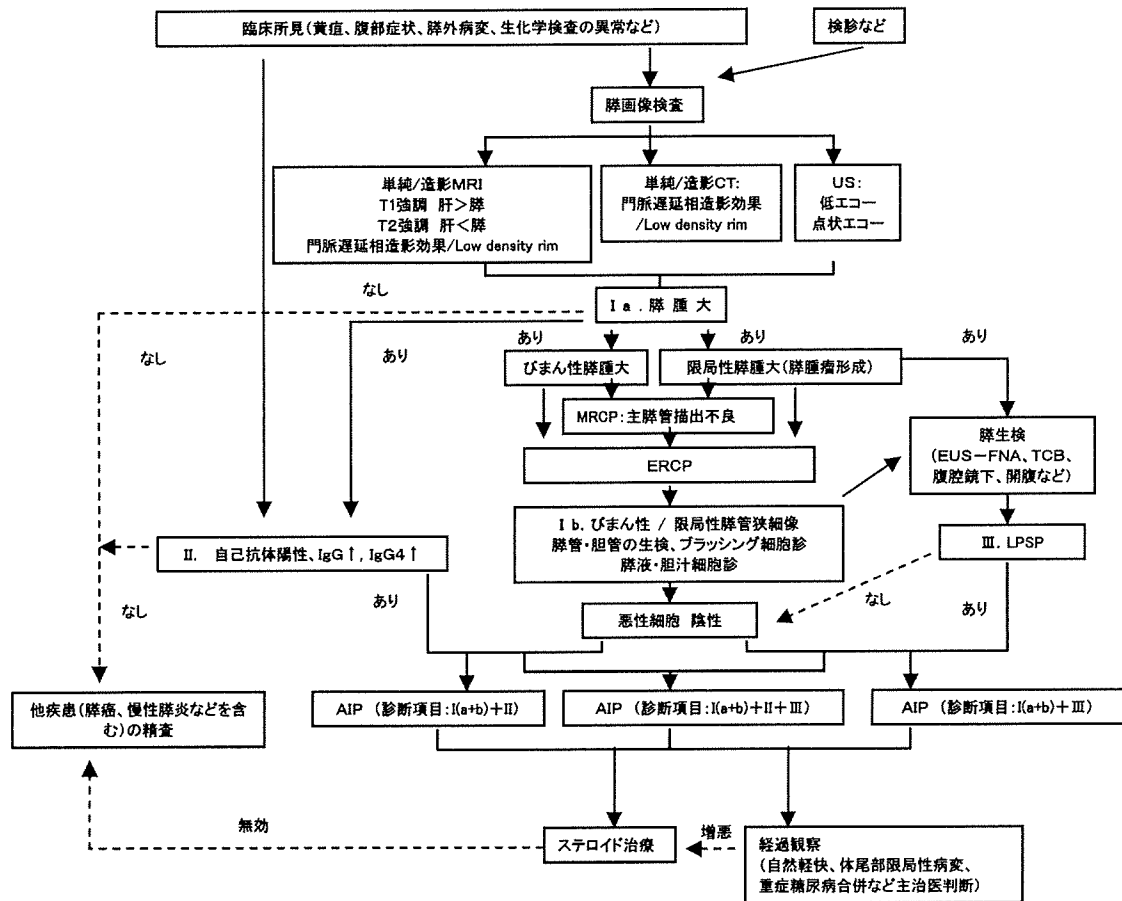 臨床所見(黄疸、腹部症状、膵外病変、生化学検査の異常など)
検診など
膵画像検査
単純/造影MRI
T1強調 肝>膵
T2強調 肝<膵
門脈遅延相造影効果/Low density rim
単純/造影CT:
門脈遅延相造影効果
/Low density rim
US:
低エコー
点状エコー
なし
Ⅰa.膵 腫 大
なし
あり
あり
あり
あり
びまん性膵腫大
限局性膵腫大(膵腫瘤形成)
MRCP:主膵管描出不良
膵生検
(EUS-FNA、TCB、
腹腔鏡下、開腹など)
ERCP
Ⅰb.びまん性 / 限局性膵管狭細像
膵管・胆管の生検、ブラッシング細胞診
膵液・胆汁細胞診
Ⅱ. 自己抗体陽性、IgG↑, IgG4↑
Ⅲ. LPSP
なし
あり
なし
あり
悪性細胞 陰性
他疾患(膵癌、慢性膵炎などを含
む)の精査
AIP (診断項目:I(a+b)+II)
AIP (診断項目:I(a+b)+Ⅱ+Ⅲ)
AIP (診断項目:I(a+b)+Ⅲ)
無効
ステロイド治療
増悪
経過観察
(自然軽快、体尾部限局性病変、
重症糖尿病合併など主治医判断)